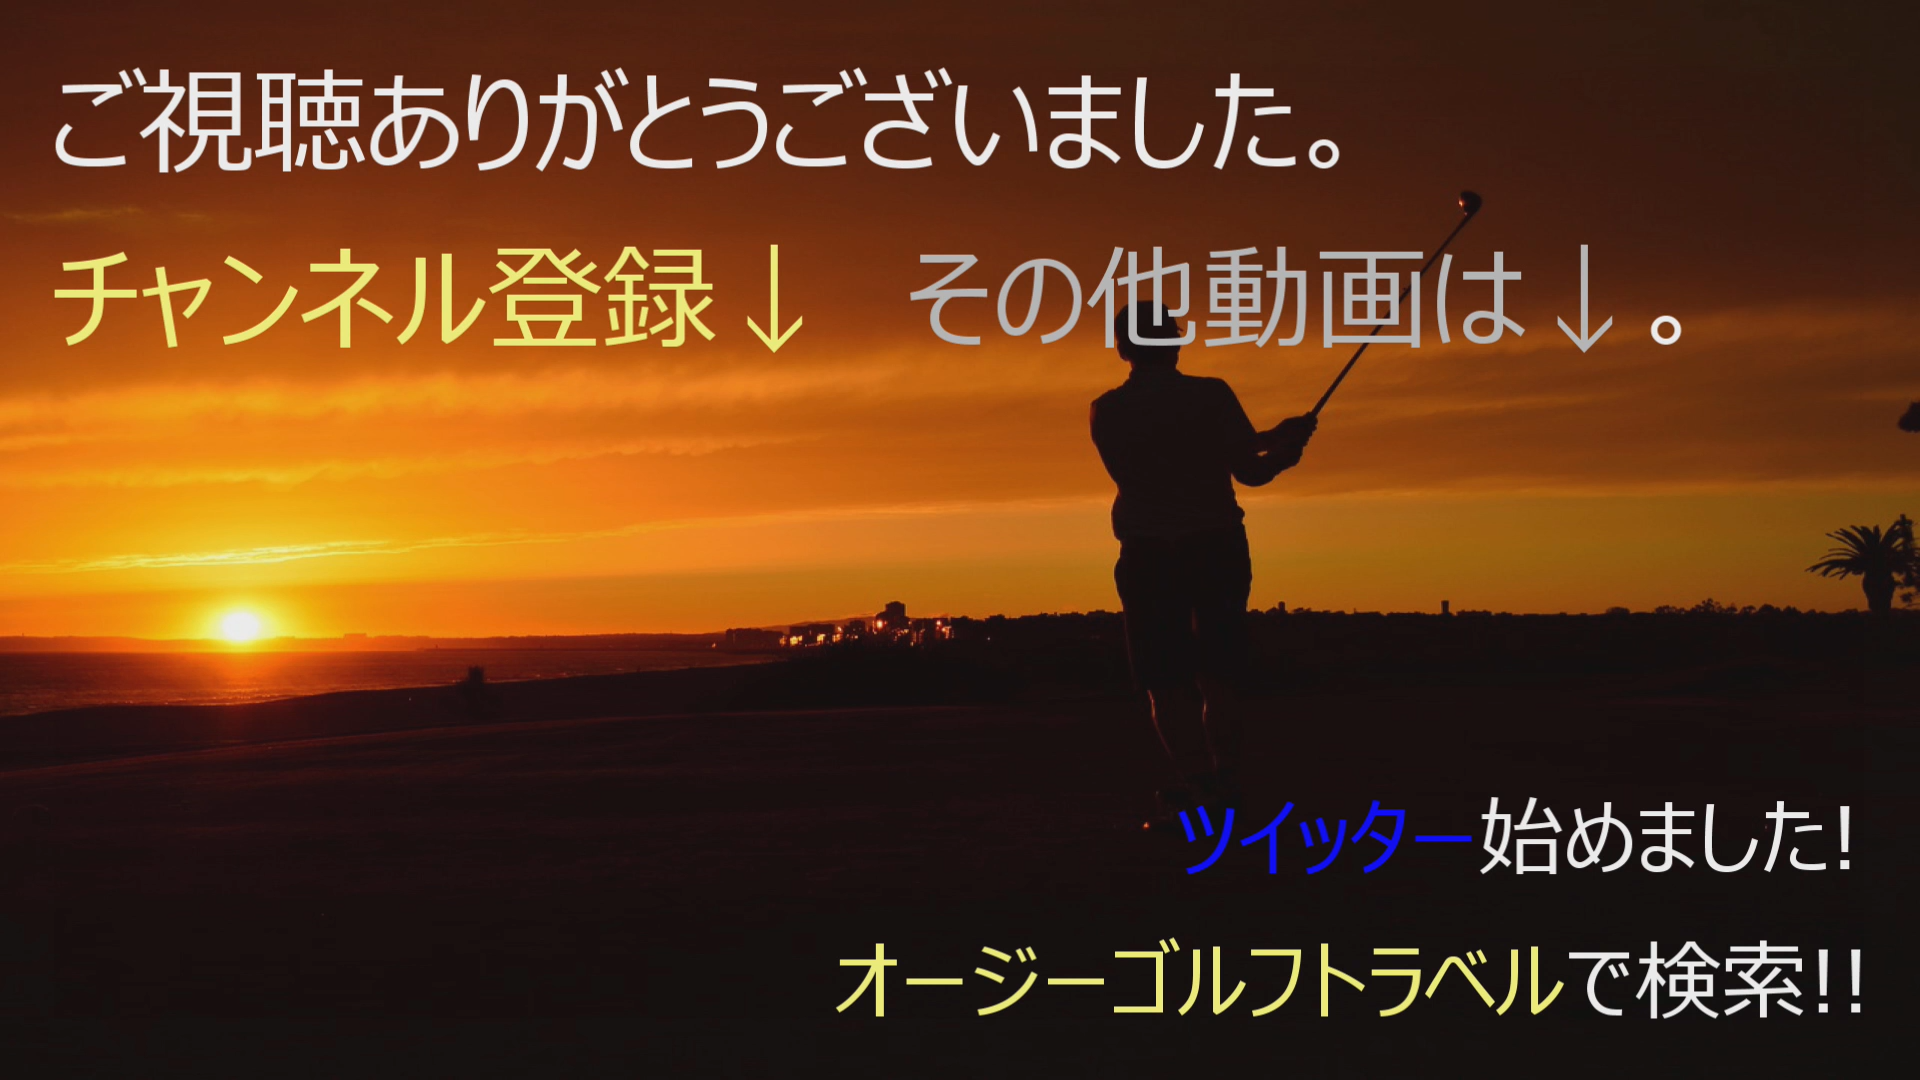 ご視聴ありがとうございました。
チャンネル登録↓　その他動画は↓。
ツイッター始めました!
オージーゴルフトラベルで検索!!